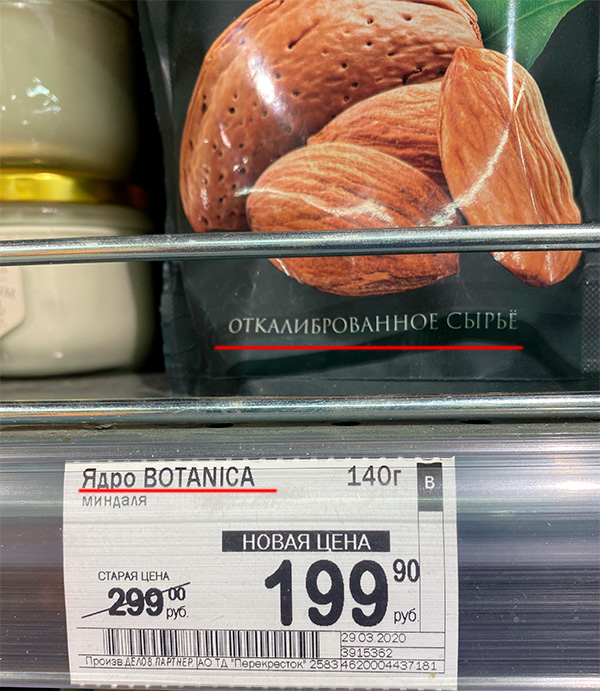 ОТКАЛИБРОВАННОЕ СЫРЬЁ
Ядро BOTANICA 140г В
миндаля
НОВАЯ ЦЕНА
СТАРАЯ ЦЕНА
299 00 руб.
199 90 руб.
29.03.2020
3915362
Произв ДЕЛОВ.ПАРТНЕР АО ТД "Перекресток" 2583 4620004437181